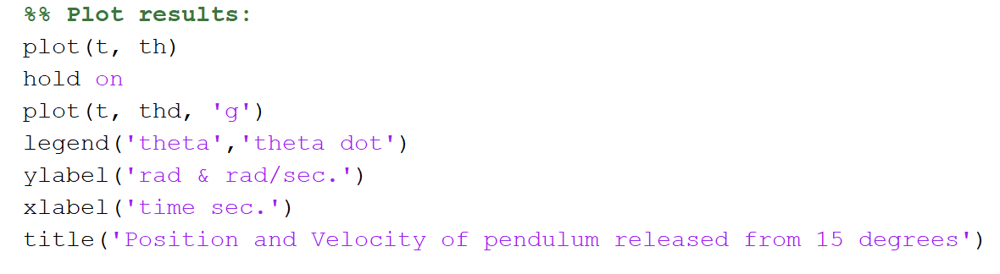 %% Plot results:
plot(t, th)
hold on
plot(t, thd, 'g')
legend('theta','theta dot')
ylabel('rad & rad/sec.')
xlabel('time sec.')
title('Position and Velocity of pendulum released from 15 degrees')